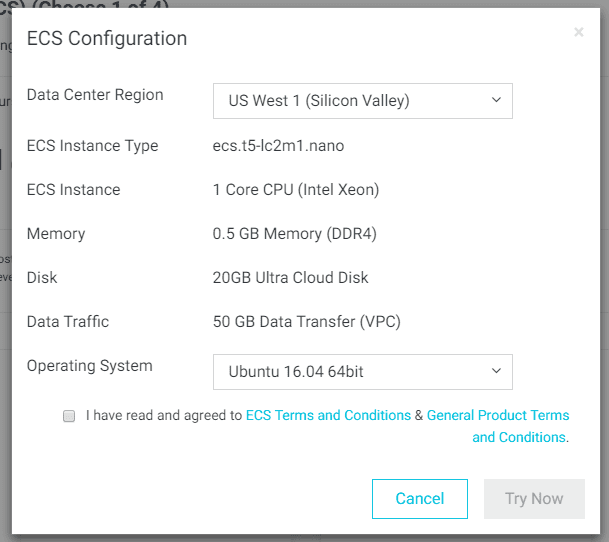 CS) (Choose 1 of 4)
ECS Configuration
×
Data Center Region
US West 1 (Silicon Valley)
ECS Instance Type
ecs.t5-lc2m1.nano
ECS Instance
1 Core CPU (Intel Xeon)
Memory
0.5 GB Memory (DDR4)
Disk
20GB Ultra Cloud Disk
Data Traffic
50 GB Data Transfer (VPC)
Operating System
Ubuntu 16.04 64bit
I have read and agreed to ECS Terms and Conditions & General Product Terms
and Conditions.
Cancel
Try Now